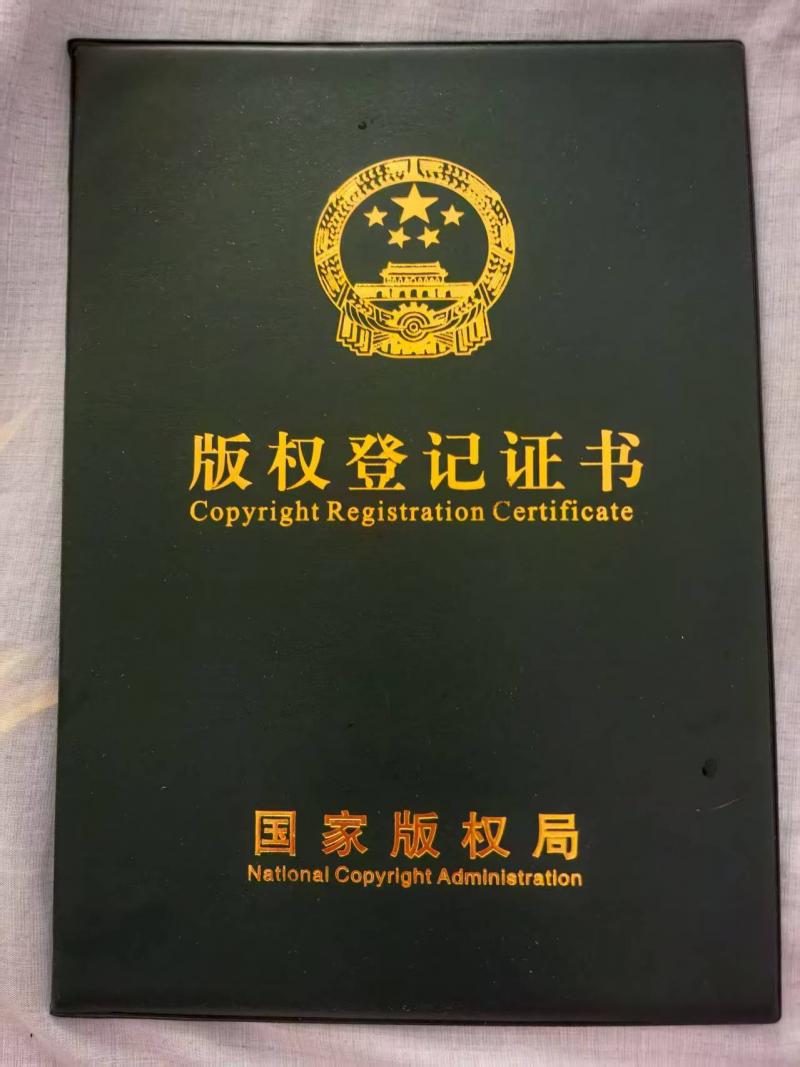 版权登记证书
Copyright Registration Certificate
国家版权局
National Copyright Administration